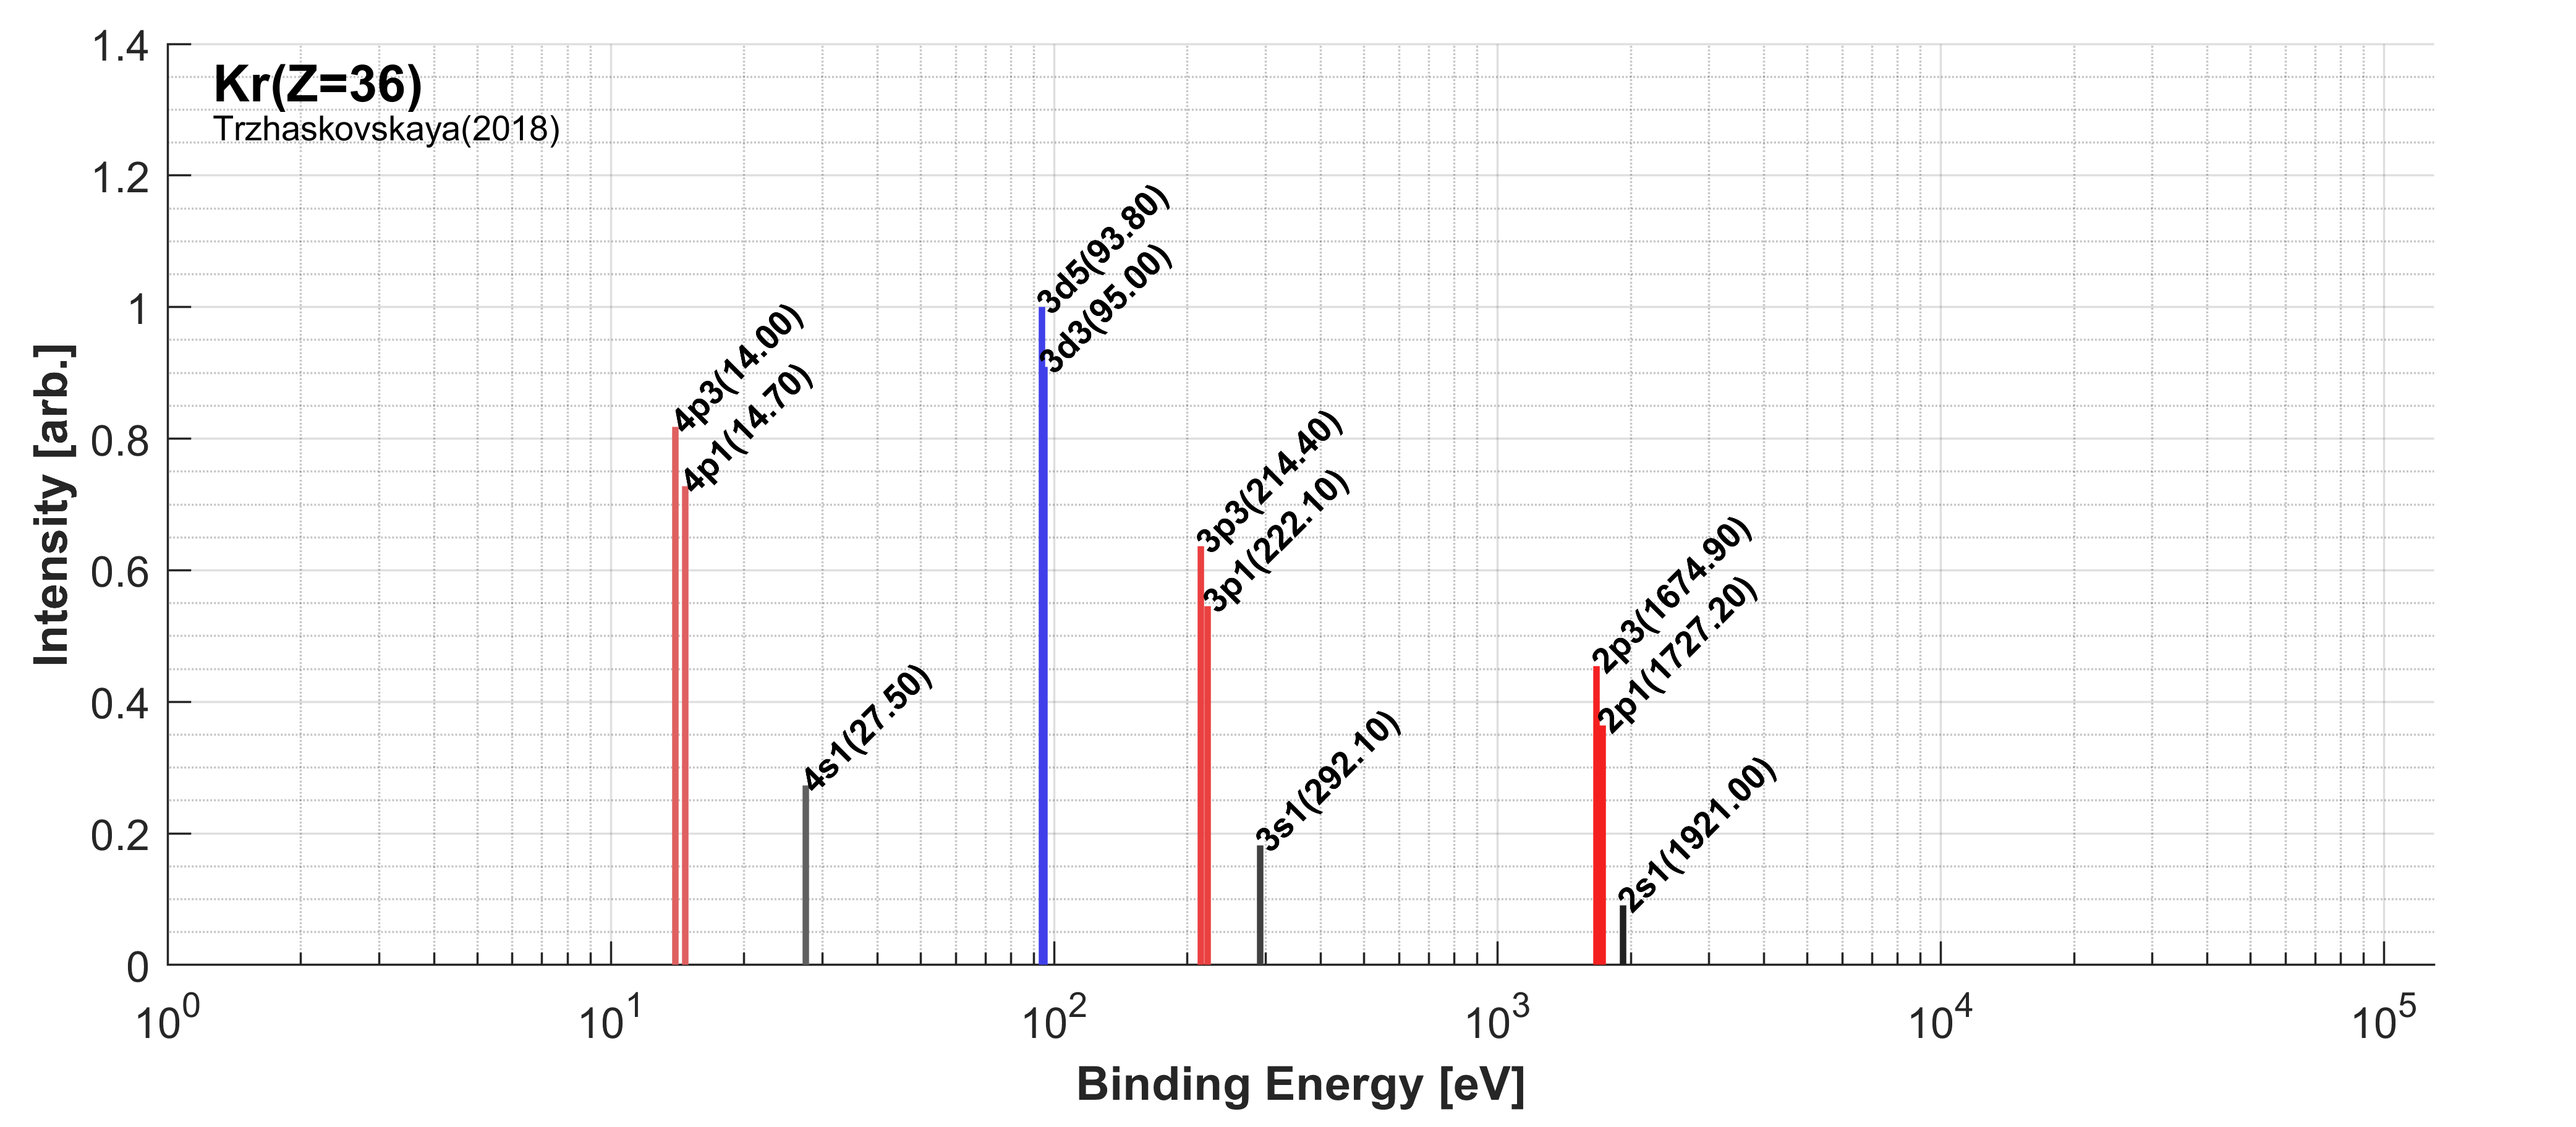 Kr(Z=36)
Trzhaskovskaya(2018)
1.4
1.2
1
0.8
0.6
0.4
0.2
0
Intensity [arb.]
4p3(14.00)
4p1(14.70)
4s1(27.50)
3d5(93.80)
3d3(95.00)
3p3(214.40)
3p1(222.10)
3s1(292.10)
2p3(1674.90)
2p1(1727.20)
2s1(1921.00)
10^0 10^1 10^2 10^3 10^4 10^5
Binding Energy [eV]